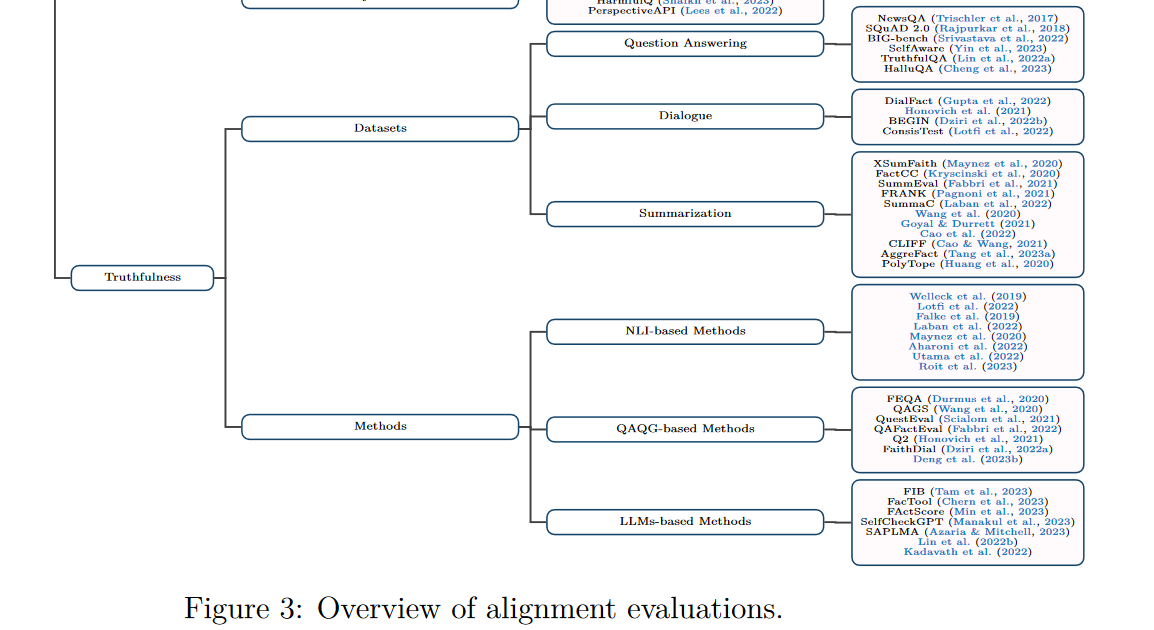 HarmfulQ (Shaikh et al., 2023)
PerspectiveAPI (Lees et al., 2022)
Truthfulness
Datasets
Question Answering
NewsQA (Trischler et al., 2017)
SQuAD 2.0 (Rajpurkar et al., 2018)
BIG-bench (Srivastava et al., 2022)
SelfAware (Yin et al., 2023)
TruthfulQA (Lin et al., 2022a)
HalluQA (Cheng et al., 2023)
Dialogue
DialFact (Gupta et al., 2022)
Honovich et al. (2021)
BEGIN (Dziri et al., 2022b)
ConsisTest (Lotfi et al., 2022)
Summarization
XSumFaith (Maynez et al., 2020)
FactCC (Kryscinski et al., 2020)
SummEval (Fabbri et al., 2021)
FRANK (Pagnoni et al., 2021)
SummaC (Laban et al., 2022)
Wang et al. (2020)
Goyal & Durrett (2021)
Cao et al. (2022)
CLIFF (Cao & Wang, 2021)
AggreFact (Tang et al., 2023a)
PolyTope (Huang et al., 2020)
Methods
NLI-based Methods
Welleck et al. (2019)
Lotfi et al. (2022)
Falke et al. (2019)
Laban et al. (2022)
Maynez et al. (2020)
Aharoni et al. (2022)
Utama et al. (2022)
Roit et al. (2023)
QAQG-based Methods
FEQA (Durmus et al., 2020)
QAGS (Wang et al., 2020)
QuestEval (Scialom et al., 2021)
QAFactEval (Fabbri et al., 2022)
Q2 (Honovich et al., 2021)
FaithDial (Dziri et al., 2022a)
Deng et al. (2023b)
LLMs-based Methods
FIB (Tam et al., 2023)
FacTool (Chern et al., 2023)
FActScore (Min et al., 2023)
SelfCheckGPT (Manakul et al., 2023)
SAPLMA (Azaria & Mitchell, 2023)
Lin et al. (2022b)
Kadavath et al. (2022)
Figure 3: Overview of alignment evaluations.